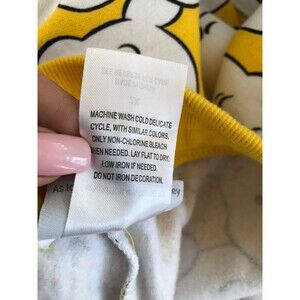 2X
MACHINE WASH COLD DELICATE
CYCLE, WITH SIMILAR COLORS
ONLY NON-CHLORINE BLEACH
WHEN NEEDED. LAY FLAT TO DRY.
LOW IRON IF NEEDED.
DO NOT IRON DECORATION.